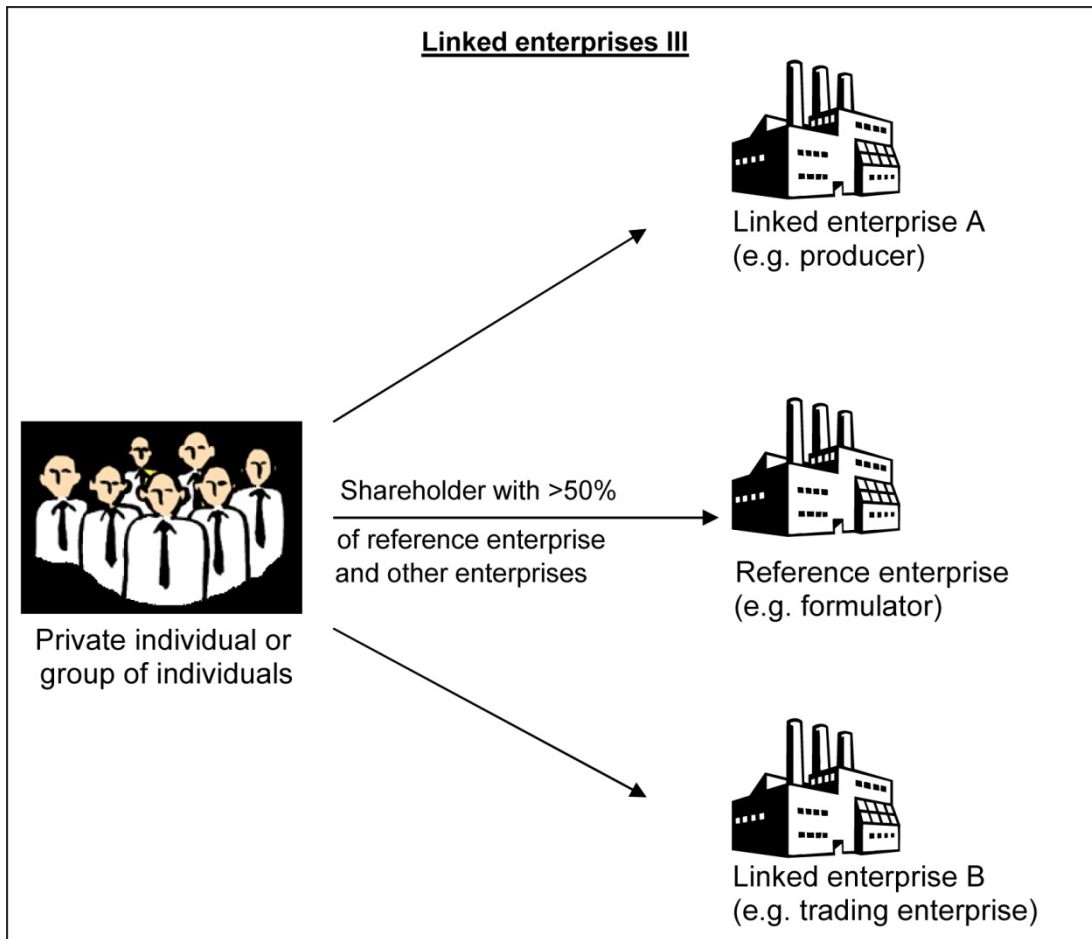 Linked enterprises III
Linked enterprise A
(e.g. producer)
Shareholder with >50%
of reference enterprise
and other enterprises
Reference enterprise
(e.g. formulator)
Private individual or
group of individuals
Linked enterprise B
(e.g. trading enterprise)